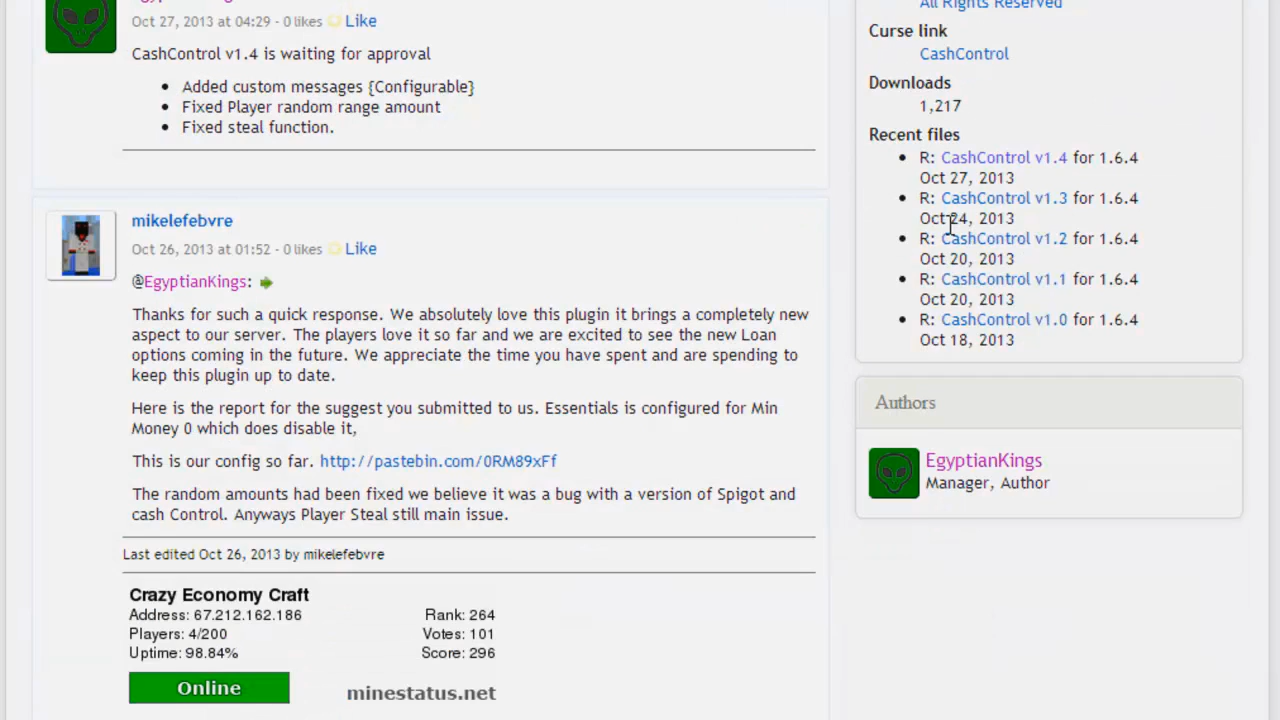 Oct 27, 2013 at 04:29 - 0 likes Like
CashControl v1.4 is waiting for approval
Added custom messages {Configurable}
Fixed Player random range amount
Fixed steal function.
mikelefebvre
Oct 26, 2013 at 01:52 - 0 likes Like
@EgyptianKings:
Thanks for such a quick response. We absolutely love this plugin it brings a completely new
aspect to our server. The players love it so far and we are excited to see the new Loan
options coming in the future. We appreciate the time you have spent and are spending to
keep this plugin up to date.
Here is the report for the suggest you submitted to us. Essentials is configured for Min
Money 0 which does disable it,
This is our config so far. http://pastebin.com/0RM89xFf
The random amounts had been fixed we believe it was a bug with a version of Spigot and
cash Control. Anyways Player Steal still main issue.
Last edited Oct 26, 2013 by mikelefebvre
Crazy Economy Craft
Address: 67.212.162.186 Rank: 264
Players: 4/200 Votes: 101
Uptime: 98.84% Score: 296
Online minestatus.net
All Rights Reserved
Curse link
CashControl
Downloads
1,217
Recent files
R: CashControl v1.4 for 1.6.4
Oct 27, 2013
R: CashControl v1.3 for 1.6.4
Oct 24, 2013
R: CashControl v1.2 for 1.6.4
Oct 20, 2013
R: CashControl v1.1 for 1.6.4
Oct 20, 2013
R: CashControl v1.0 for 1.6.4
Oct 18, 2013
Authors
EgyptianKings
Manager, Author